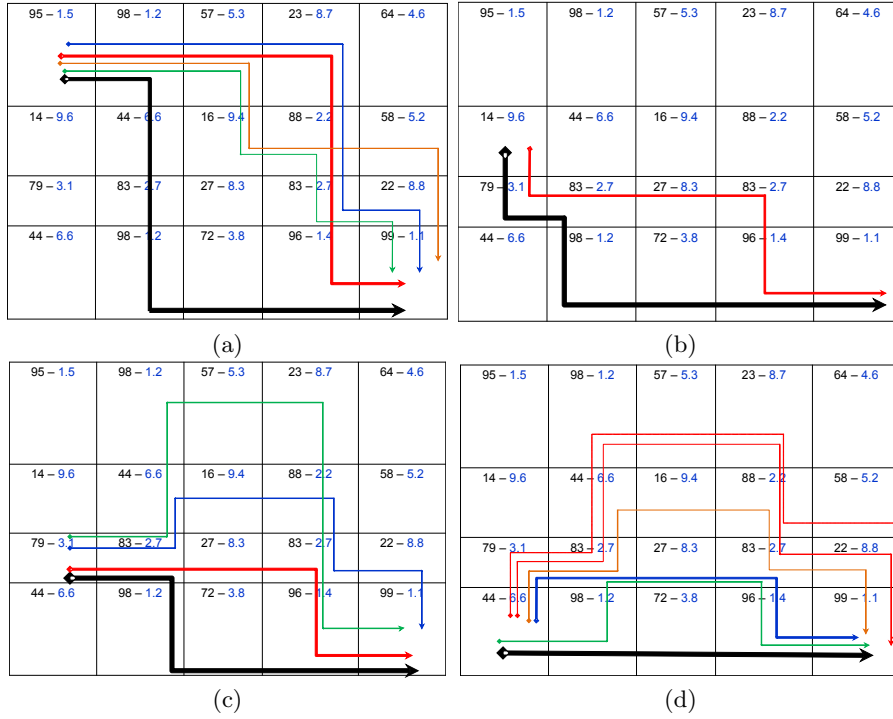 95 – 1.5 98 – 1.2 57 – 5.3 23 – 8.7 64 – 4.6
14 – 9.6 44 – 6.6 16 – 9.4 88 – 2.2 58 – 5.2
79 – 3.1 83 – 2.7 27 – 8.3 83 – 2.7 22 – 8.8
44 – 6.6 98 – 1.2 72 – 3.8 96 – 1.4 99 – 1.1
(a)
95 – 1.5 98 – 1.2 57 – 5.3 23 – 8.7 64 – 4.6
14 – 9.6 44 – 6.6 16 – 9.4 88 – 2.2 58 – 5.2
79 – 3.1 83 – 2.7 27 – 8.3 83 – 2.7 22 – 8.8
44 – 6.6 98 – 1.2 72 – 3.8 96 – 1.4 99 – 1.1
(b)
95 – 1.5 98 – 1.2 57 – 5.3 23 – 8.7 64 – 4.6
14 – 9.6 44 – 6.6 16 – 9.4 88 – 2.2 58 – 5.2
79 – 3.1 83 – 2.7 27 – 8.3 83 – 2.7 22 – 8.8
44 – 6.6 98 – 1.2 72 – 3.8 96 – 1.4 99 – 1.1
(c)
95 – 1.5 98 – 1.2 57 – 5.3 23 – 8.7 64 – 4.6
14 – 9.6 44 – 6.6 16 – 9.4 88 – 2.2 58 – 5.2
79 – 3.1 83 – 2.7 27 – 8.3 83 – 2.7 22 – 8.8
44 – 6.6 98 – 1.2 72 – 3.8 96 – 1.4 99 – 1.1
(d)